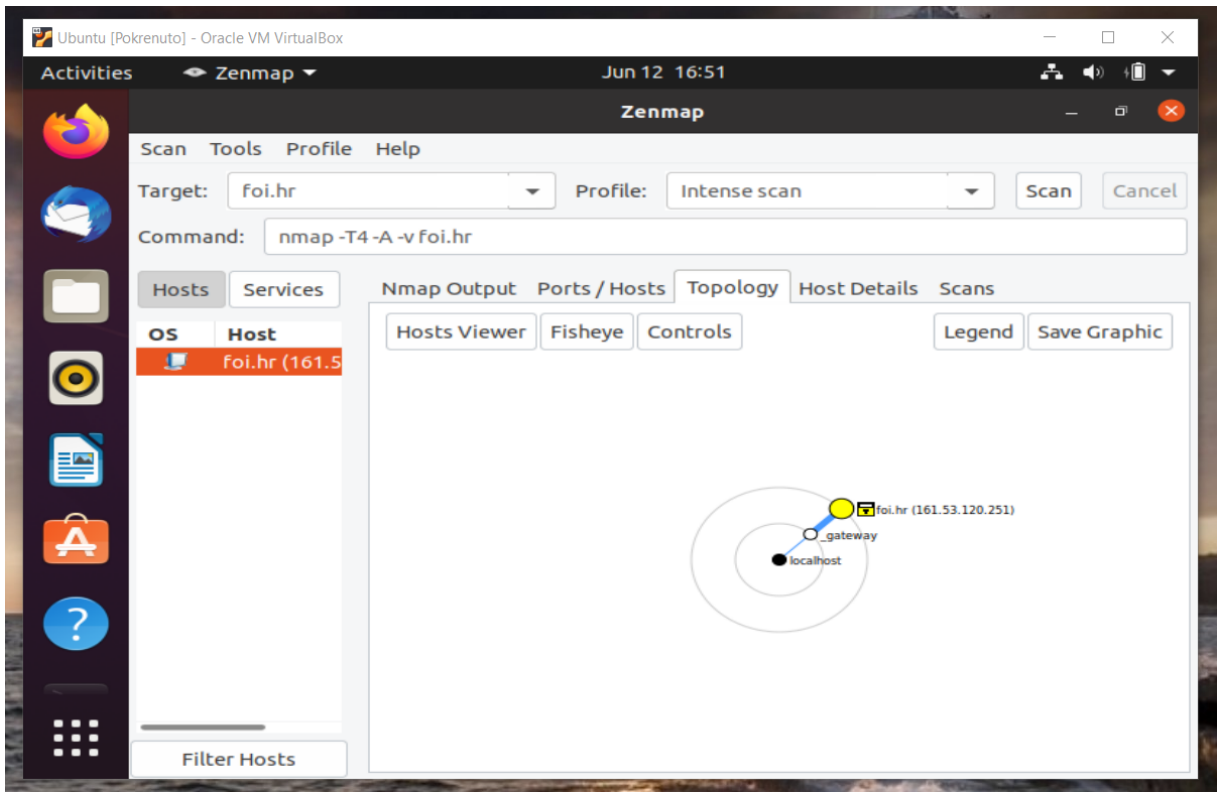 Ubuntu [Pokrenuto] - Oracle VM VirtualBox
Activities Zenmap Jun 12 16:51
Zenmap
Scan Tools Profile Help
Target: foi.hr Profile: Intense scan Scan Cancel
Command: nmap -T4 -A -v foi.hr
Hosts Services Nmap Output Ports / Hosts Topology Host Details Scans
Hosts Viewer Fisheye Controls Legend Save Graphic
OS Host
foi.hr (161.5
foi.hr (161.53.120.251)
_gateway
localhost
Filter Hosts